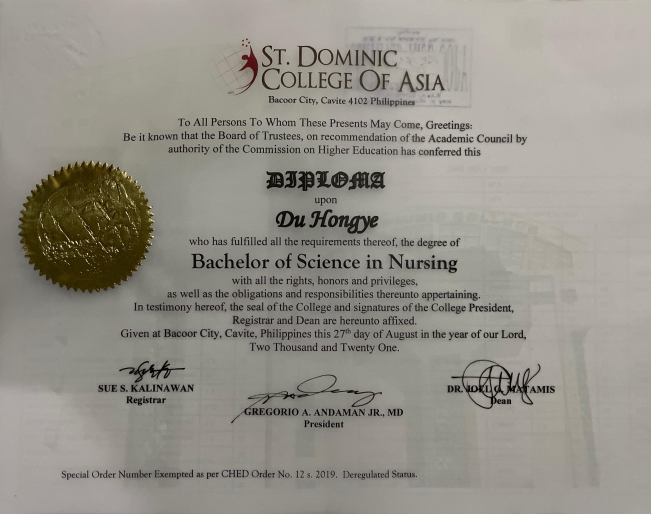 ST. DOMINIC
COLLEGE OF ASIA
Bacoor City, Cavite 4102 Philippines
To All Persons To Whom These Presents May Come, Greetings:
Be it known that the Board of Trustees, on recommendation of the Academic Council by
authority of the Commission on Higher Education has conferred this
DIPLOMA
upon
Du Hongye
who has fulfilled all the requirements thereof, the degree of
Bachelor of Science in Nursing
with all the rights, honors and privileges,
as well as the obligations and responsibilities thereunto appertaining.
In testimony hereof, the seal of the College and signatures of the College President,
Registrar and Dean are hereunto affixed.
Given at Bacoor City, Cavite, Philippines this 27th day of August in the year of our Lord,
Two Thousand and Twenty One.
SUE S. KALINAWAN
Registrar
GREGORIO A. ANDAMAN JR., MD
President
DR. JOEL G. MATAMIS
Dean
Special Order Number Exempted as per CHED Order No. 12 s. 2019. Deregulated Status.